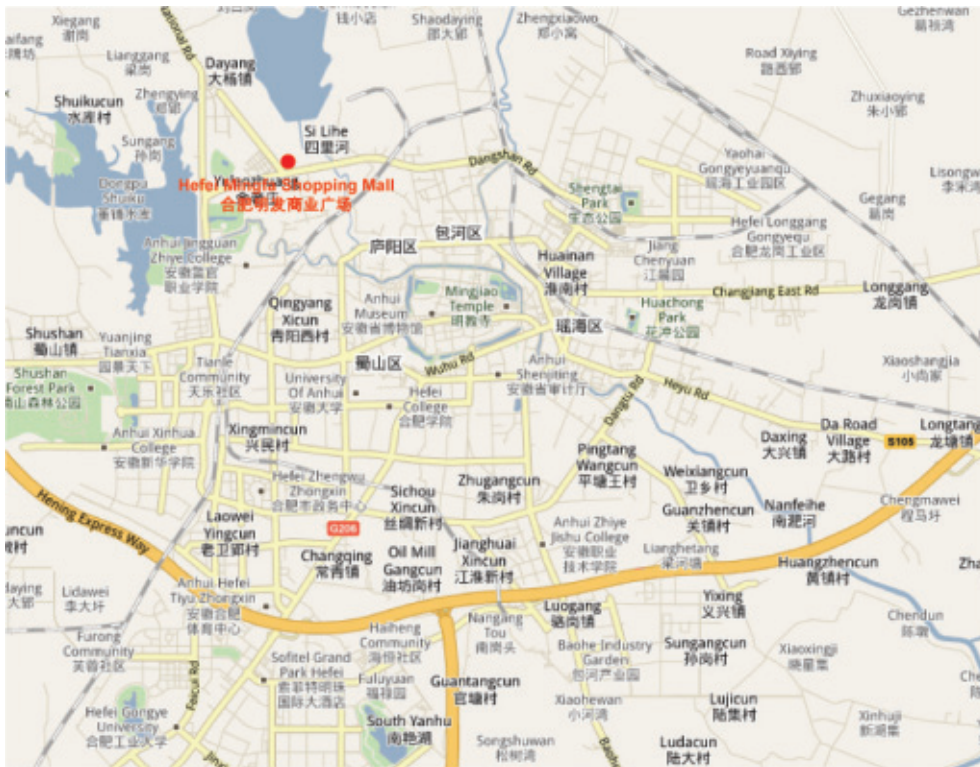 Xiegang
谢岗
钱小店
Shaodaying
邵大郢
Zhengxiaowo
郑小窝
Gezhenwan
Lianggang
梁岗
Dayang
大杨镇
Road Xiying
路西郢
Zhengying
郑郢
Shuikucun
水库村
Zhuxiaoying
朱小郢
Sungang
孙岗
Si Lihe
四里河
Dangshan Rd
Yaohai
Gongyeyuanqu
瑶海工业园区
Hefei Mingfa Shopping Mall
合肥明发商业广场
Dongpu
Shuiku
Shengtai
Park
生态公园
Gegang
葛岗
Hefei Longgang
Gongyequ
合肥龙岗工业区
Anhui Jingguan
Zhiye College
安徽警官
职业学院
庐阳区
包河区
Huainan
Village
淮南村
Jiang
Chenyuan
江晨园
Changjiang East Rd
Longgang
龙岗镇
Qingyang
Xicun
青阳西村
Anhui
Museum
安徽省博物馆
Mingjiao
Temple
明教寺
Huachong
Park
花冲公园
瑶海区
Shushan
蜀山镇
Yuanjing
Tianxia
园景天下
Xiaoshangjia
小尚家
Shushan
Forest Park
Tianle
Community
天乐社区
蜀山区
Wuhu Rd
Anhui
Shenjiting
安徽省审计厅
Heyu Rd
University
Of Anhui
安徽大学
Hefei
College
合肥学院
Dangtu Rd
Anhui Xinhua
College
安徽新华学院
Xingmincun
兴民村
Pingtang
Wangcun
平塘王村
Daxing
大兴镇
Da Road
Village
大路村
S105
Longtang
龙塘镇
Hefei Zhengwu
Zhongxin
合肥市政务中心
Sichou
Xincun
丝绸新村
Zhugangcun
朱岗村
Weixiangcun
卫乡村
Guanzhencun
关镇村
Nanfeihe
南淝河
Chengmawei
程马圩
Hening Express Way
Laowei
Yingcun
老卫郢村
G206
Changqing
常青镇
Oil Mill
Gangcun
油坊岗村
Jianghuai
Xincun
江淮新村
Anhui Zhiye
Jishu College
安徽职业
技术学院
Lianghetang
梁河塘
Huangzhencun
黄镇村
Lidawei
李大圩
Anhui Hefei
Tiyu Zhongxin
安徽合肥
体育中心
Luogang
骆岗镇
Yixing
义兴镇
Chendun
陈墩
Furong
Community
芙蓉社区
Haiheng
Community
海恒社区
Nangang
Tou
南岗头
Baohe Industry
Garden
包河产业园
Sungangcun
孙岗村
Xiaoxingji
晓星集
Feicui Rd
Sofitel Grand
Park Hefei
索菲特明珠
国际大酒店
Fuluyuan
福禄园
Guantangcun
官塘村
Xiaohewan
小河湾
Lujicun
陆集村
Hefei Gongye
University
合肥工业大学
South Yanhu
南艳湖
Songshuwan
松树湾
Ludacun
陆大村
Xinhuji
新湖集